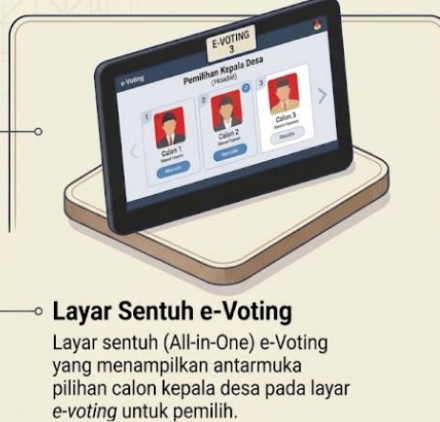 E-VOTING
3
e-Voting
Pemilihan Kepala Desa
1
2
3
Calon 1
Calon 2
Calon 3
Layar Sentuh e-Voting
Layar sentuh (All-in-One) e-Voting
yang menampilkan antarmuka
pilihan calon kepala desa pada layar
e-voting untuk pemilih.